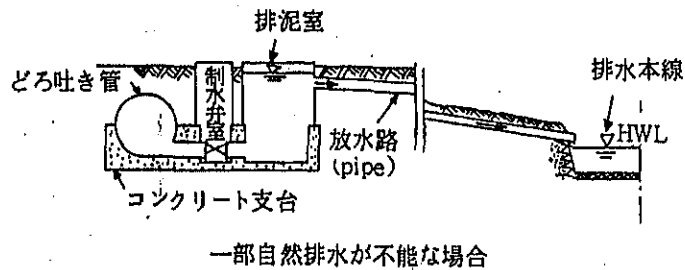 排泥室
どろ吐き管
制水弁室
排水本線
HWL
放水路
(pipe)
コンクリート支台
一部自然排水が不能な場合